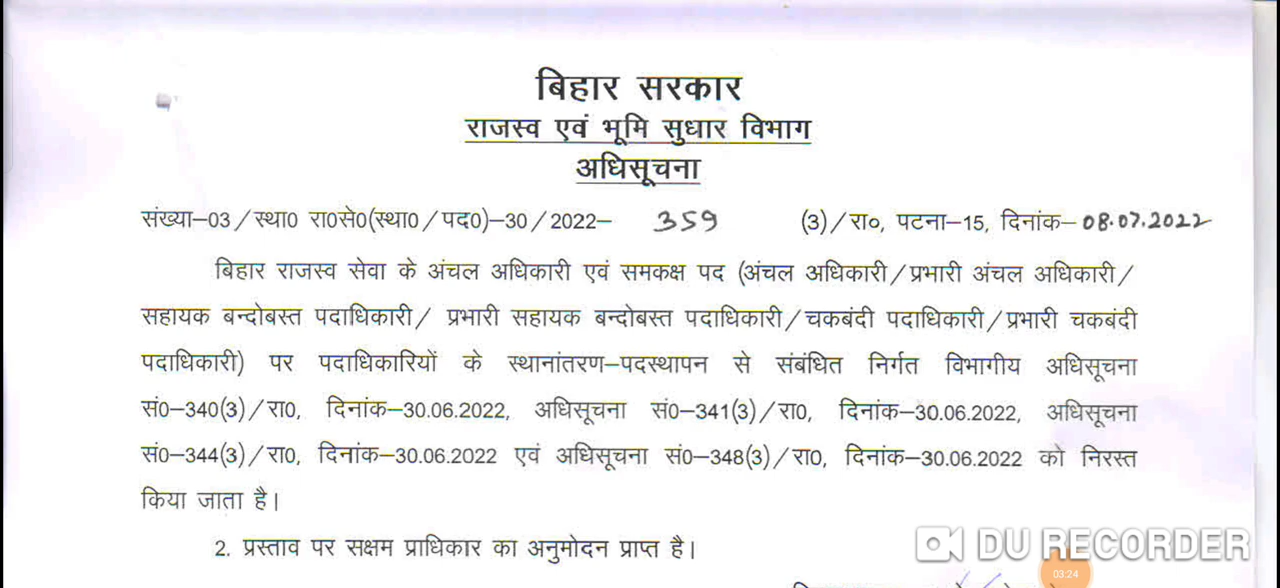 बिहार सरकार
राजस्व एवं भूमि सुधार विभाग
अधिसूचना
संख्या–03/स्था0 रा0से0(स्था0/पद0)–30/2022– 359 (3)/रा०, पटना–15, दिनांक– 08.07.2022
बिहार राजस्व सेवा के अंचल अधिकारी एवं समकक्ष पद (अंचल अधिकारी/प्रभारी अंचल अधिकारी/
सहायक बन्दोबस्त पदाधिकारी/ प्रभारी सहायक बन्दोबस्त पदाधिकारी/चकबंदी पदाधिकारी/प्रभारी चकबंदी
पदाधिकारी) पर पदाधिकारियों के स्थानांतरण–पदस्थापन से संबंधित निर्गत विभागीय अधिसूचना
सं0–340(3)/रा0, दिनांक–30.06.2022, अधिसूचना सं0–341(3)/रा0, दिनांक–30.06.2022, अधिसूचना
सं0–344(3)/रा0, दिनांक–30.06.2022 एवं अधिसूचना सं0–348(3)/रा0, दिनांक–30.06.2022 को निरस्त
किया जाता है।
2. प्रस्ताव पर सक्षम प्राधिकार का अनुमोदन प्राप्त है।
DU RECORDER
03:24